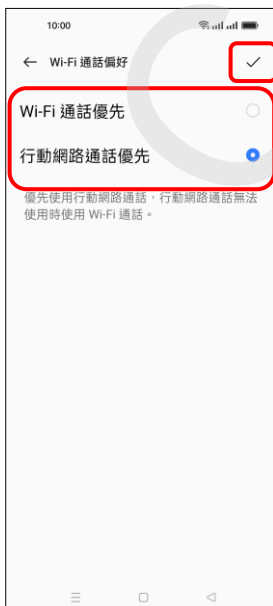 10:00
Wi-Fi 通話偏好
Wi-Fi 通話優先
行動網路通話優先
優先使用行動網路通話，行動網路通話無法
使用時使用 Wi-Fi 通話。